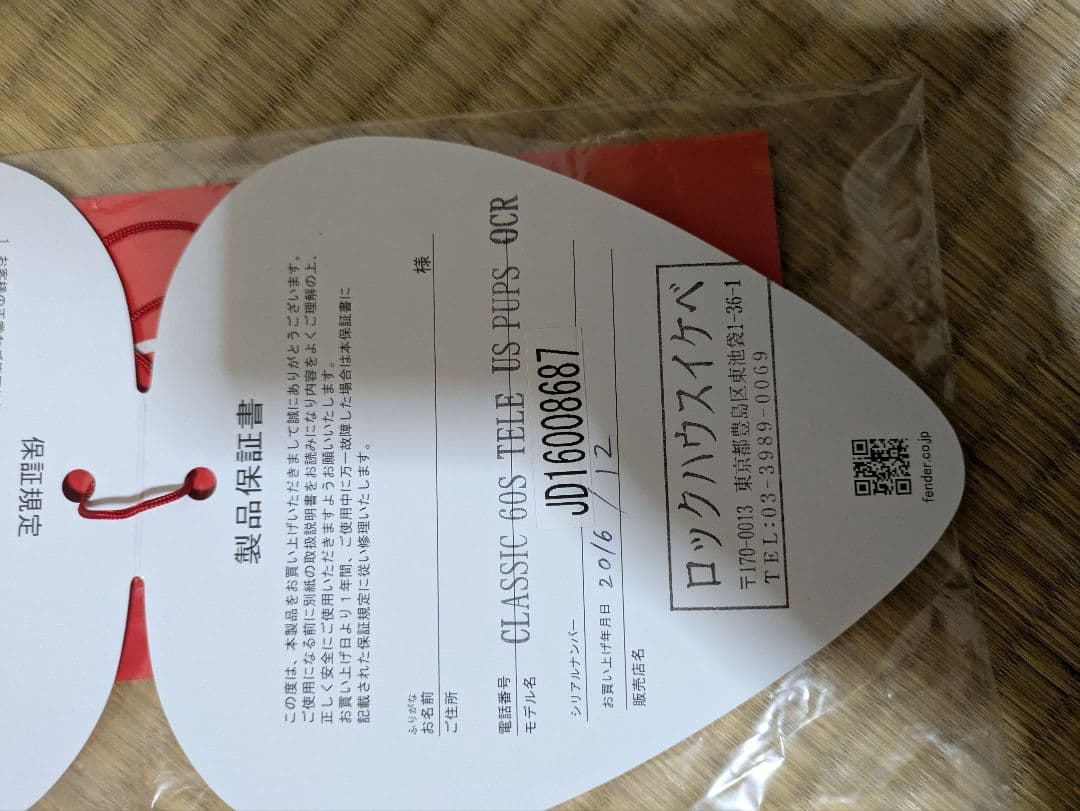 保証規定
製品保証書
この度は、本製品をお買い上げいただきまして誠にありがとうございます。
ご使用になる前に別紙の取扱説明書をお読みになり内容をよくご理解の上、
正しく安全にご使用いただきますようお願いいたします。
お買い上げ日より1年間、ご使用中に万一故障した場合は本保証書に
記載された保証規定に従い修理いたします。
ふりがな
お名前 様
ご住所
電話番号
モデル名 CLASSIC 60S TELE US PUPS OCR
シリアルナンバー JD16008687
お買い上げ年月日 2016/12
販売店名
ロックハウスイケベ
〒170-0013 東京都豊島区東池袋1-36-1
TEL:03-3989-0069
fender.co.jp